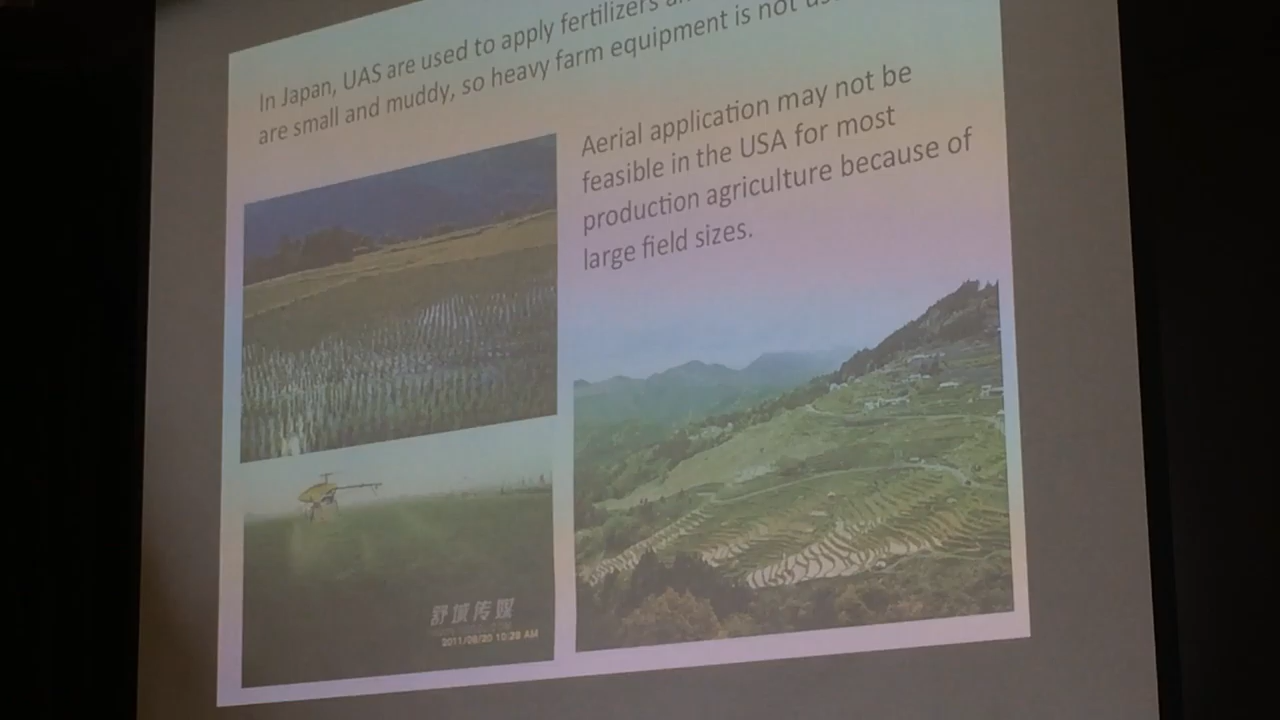 In Japan, UAS are used to apply fertilizers
are small and muddy, so heavy farm equipment is not
Aerial application may not be
feasible in the USA for most
production agriculture because of
large field sizes.
舒城传媒
2011/08/20 10:29 AM